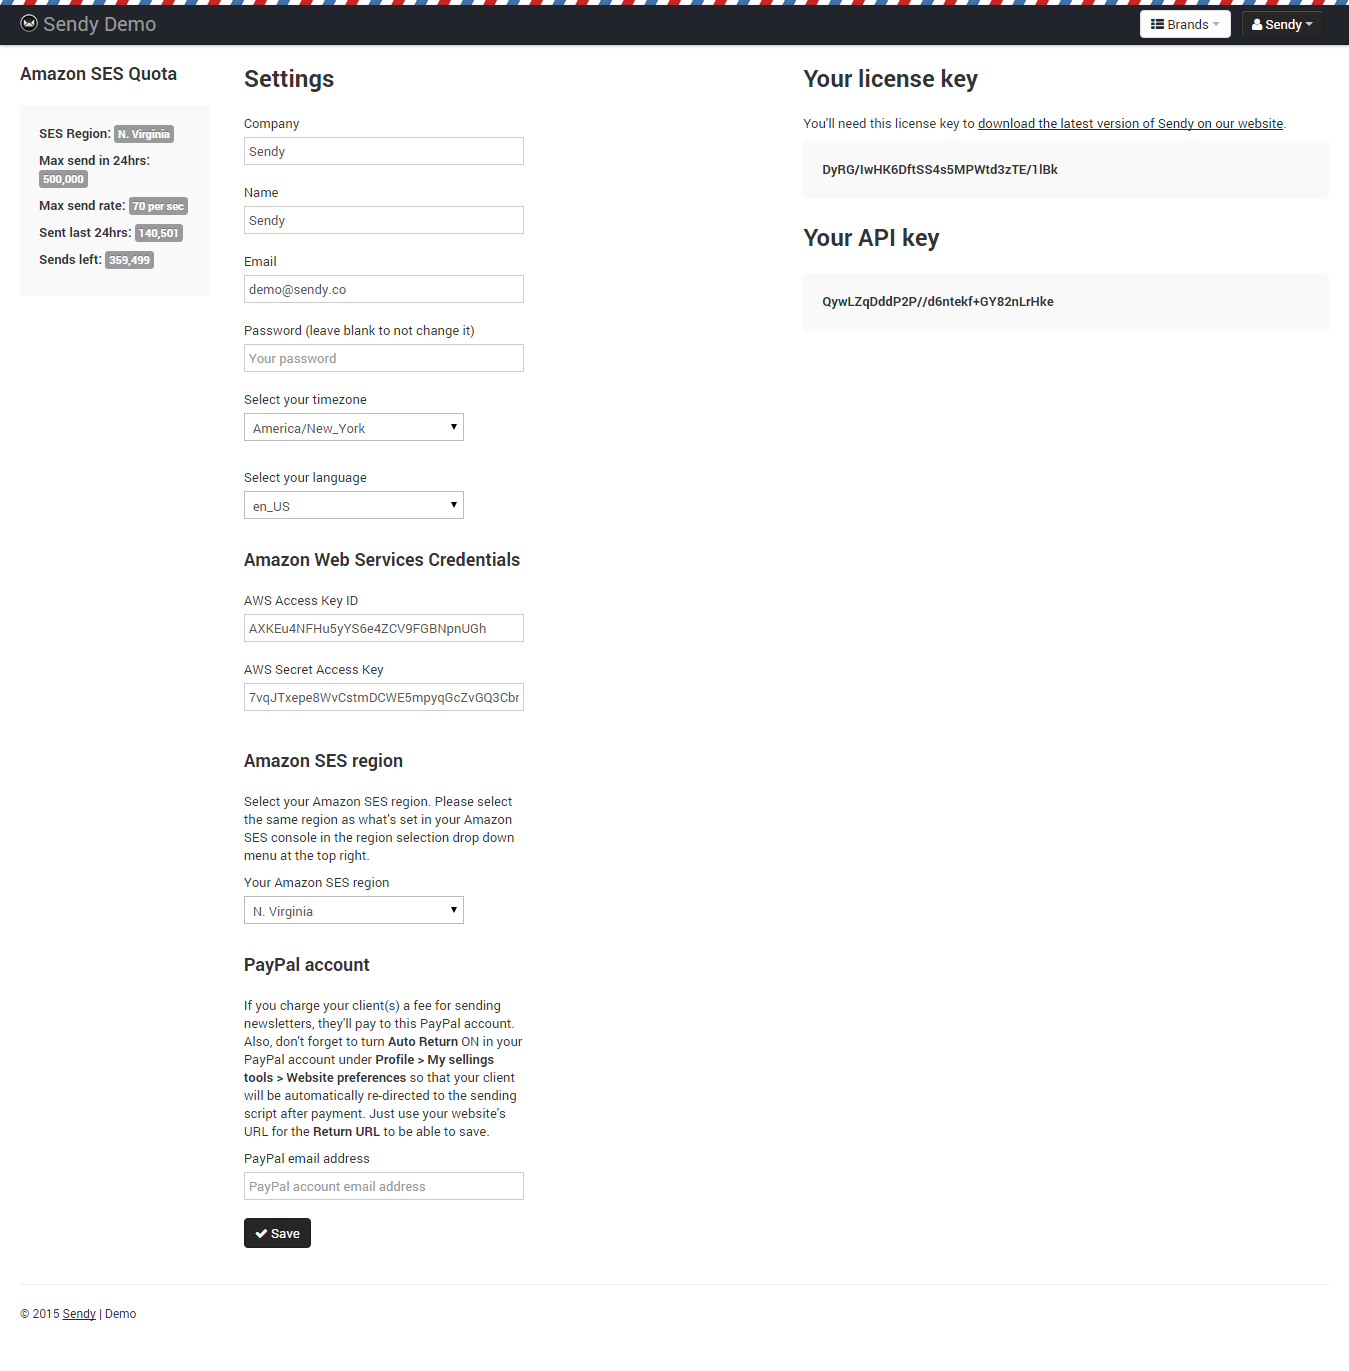 Sendy Demo
Brands
Sendy
Amazon SES Quota
SES Region: N. Virginia
Max send in 24hrs:
500,000
Max send rate: 70 per sec
Sent last 24hrs: 140,501
Sends left: 359,499
Settings
Company
Sendy
Name
Sendy
Email
demo@sendy.co
Password (leave blank to not change it)
Your password
Select your timezone
America/New_York
Select your language
en_US
Amazon Web Services Credentials
AWS Access Key ID
AXKEu4NFHu5yYS6e4ZCV9FGBNpnUGh
AWS Secret Access Key
7vqJTxepe8WvCstmDCWE5mpyqGcZvGQ3Cbr
Amazon SES region
Select your Amazon SES region. Please select
the same region as what's set in your Amazon
SES console in the region selection drop down
menu at the top right.
Your Amazon SES region
N. Virginia
PayPal account
If you charge your client(s) a fee for sending
newsletters, they'll pay to this PayPal account.
Also, don't forget to turn Auto Return ON in your
PayPal account under Profile > My sellings
tools > Website preferences so that your client
will be automatically re-directed to the sending
script after payment. Just use your website's
URL for the Return URL to be able to save.
PayPal email address
PayPal account email address
Save
Your license key
You'll need this license key to download the latest version of Sendy on our website.
DyRG/IwHK6DftSS4s5MPWtd3zTE/1lBk
Your API key
QywLZqDddP2P//d6ntekf+GY82nLrHke
© 2015 Sendy | Demo